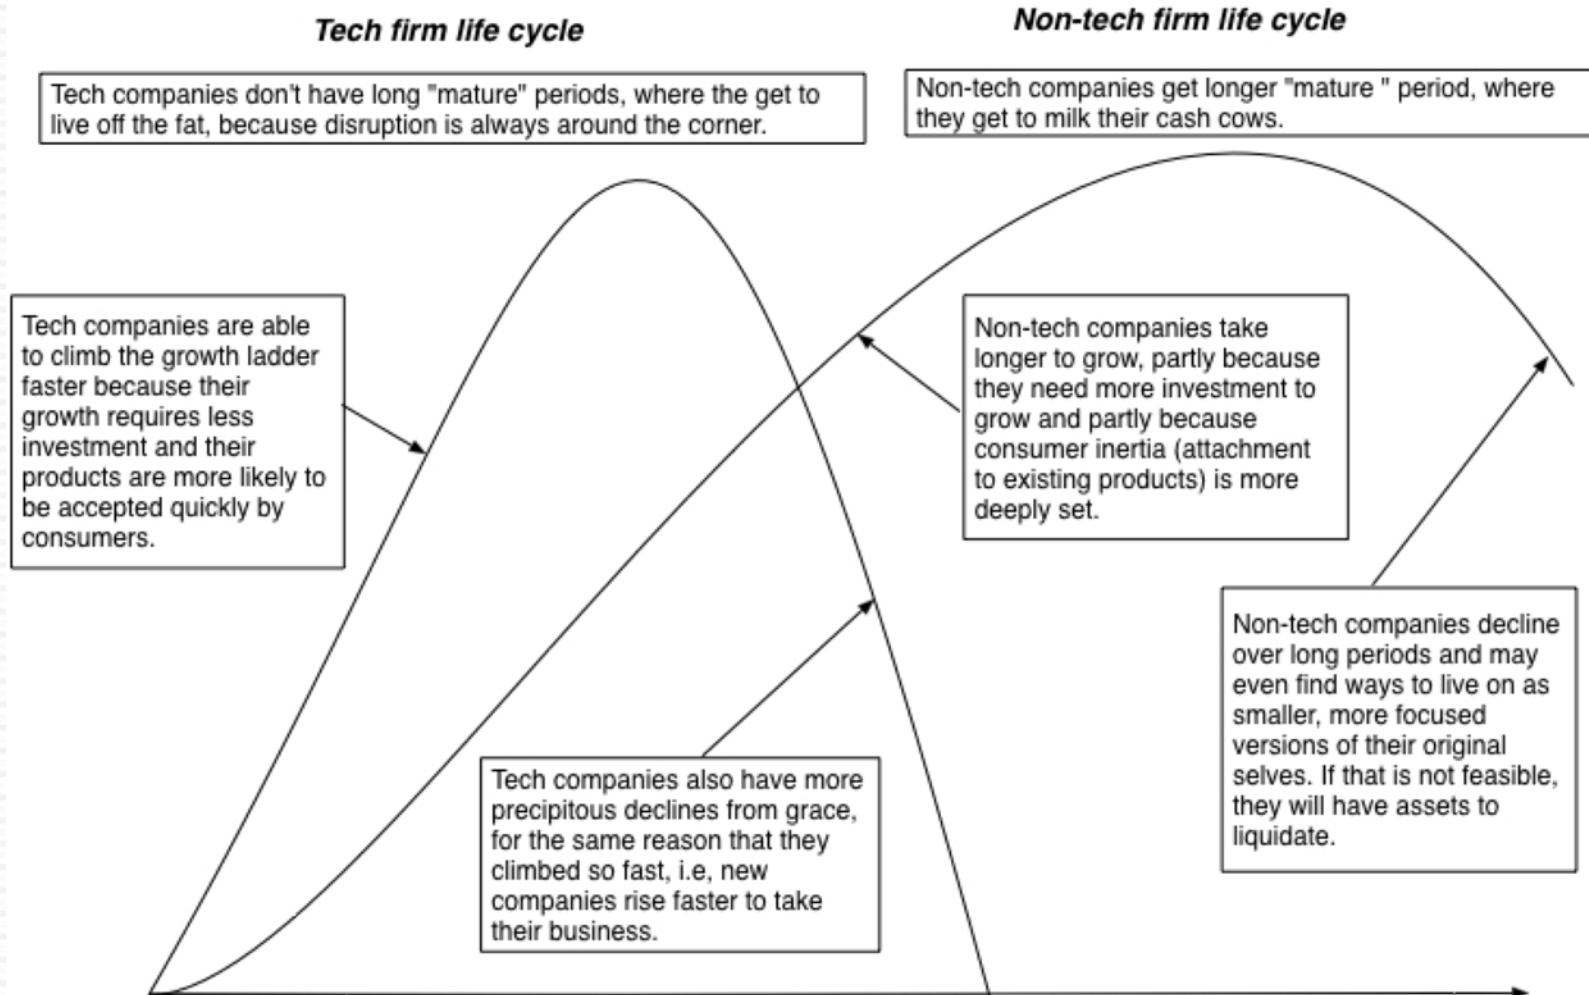 Tech firm life cycle
Non-tech firm life cycle
Tech companies don't have long "mature" periods, where the get to
live off the fat, because disruption is always around the corner.
Non-tech companies get longer "mature " period, where
they get to milk their cash cows.
Tech companies are able
to climb the growth ladder
faster because their
growth requires less
investment and their
products are more likely to
be accepted quickly by
consumers.
Non-tech companies take
longer to grow, partly because
they need more investment to
grow and partly because
consumer inertia (attachment
to existing products) is more
deeply set.
Tech companies also have more
precipitous declines from grace,
for the same reason that they
climbed so fast, i.e, new
companies rise faster to take
their business.
Non-tech companies decline
over long periods and may
even find ways to live on as
smaller, more focused
versions of their original
selves. If that is not feasible,
they will have assets to
liquidate.